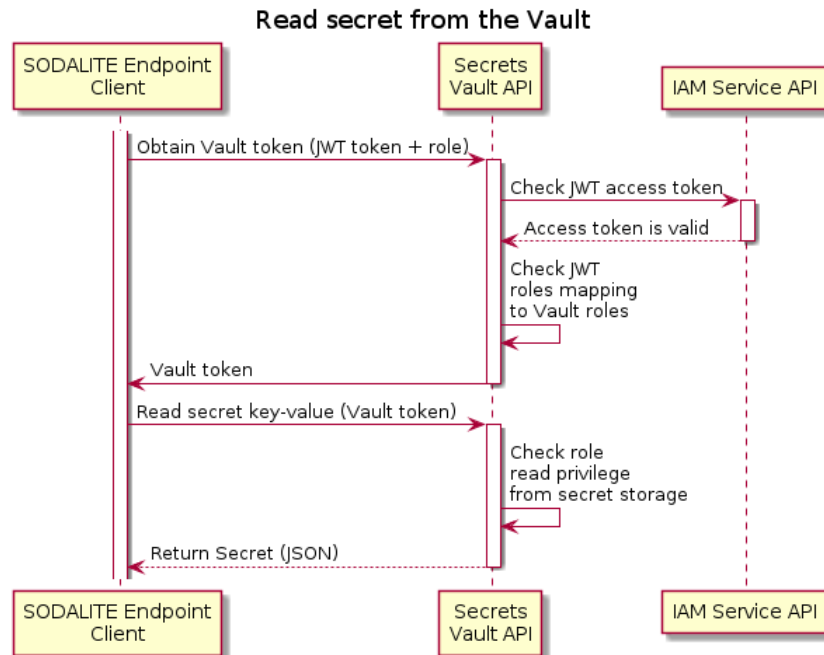 Read secret from the Vault
SODALITE Endpoint
Client
Secrets
Vault API
IAM Service API
Obtain Vault token (JWT token + role)
Check JWT access token
Access token is valid
Check JWT
roles mapping
to Vault roles
Vault token
Read secret key-value (Vault token)
Check role
read privilege
from secret storage
Return Secret (JSON)
SODALITE Endpoint
Client
Secrets
Vault API
IAM Service API